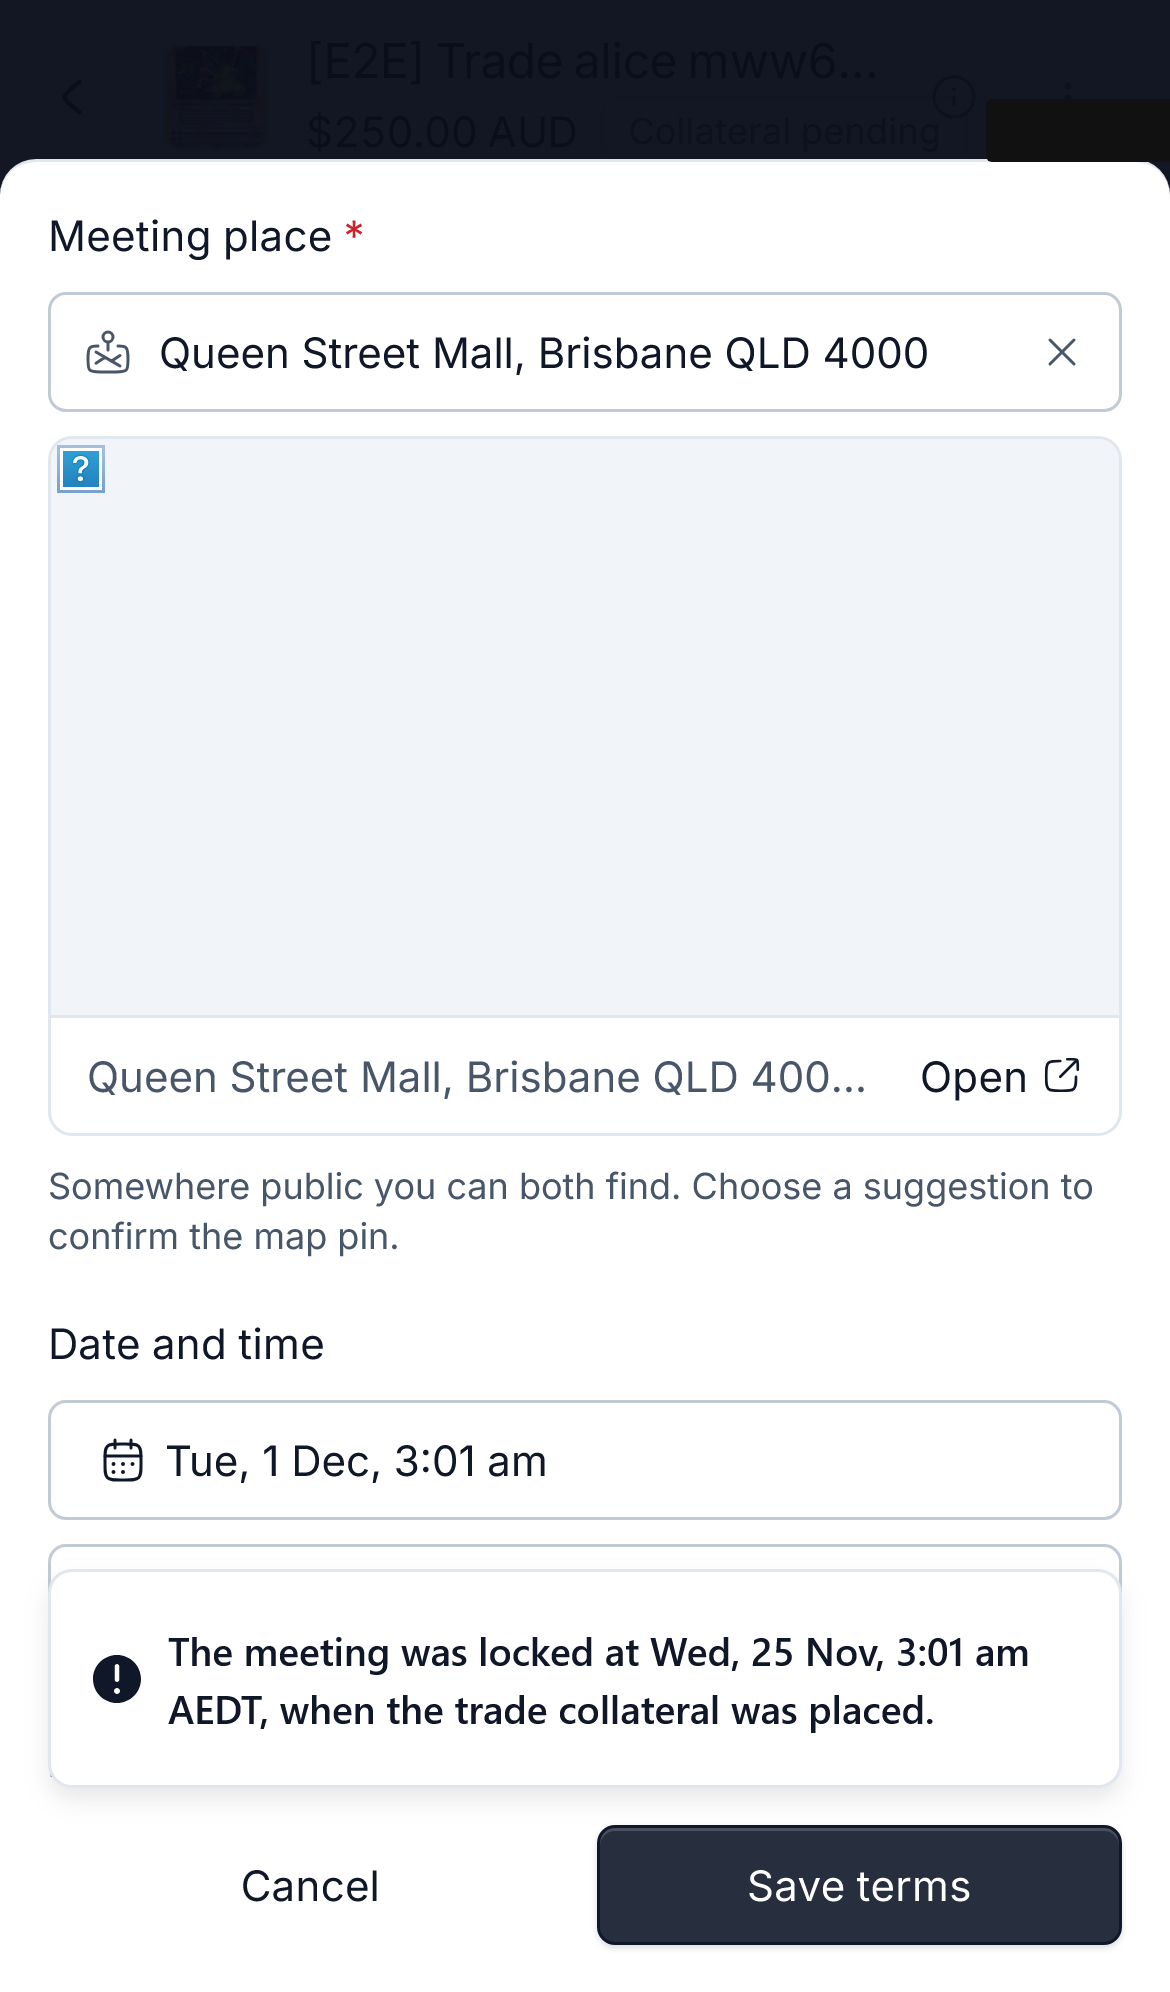 [E2E] Trade alice mww6...
$250.00 AUD Collateral pending
Meeting place *
Queen Street Mall, Brisbane QLD 4000
?
Queen Street Mall, Brisbane QLD 400... Open
Somewhere public you can both find. Choose a suggestion to
confirm the map pin.
Date and time
Tue, 1 Dec, 3:01 am
The meeting was locked at Wed, 25 Nov, 3:01 am
AEDT, when the trade collateral was placed.
Cancel Save terms